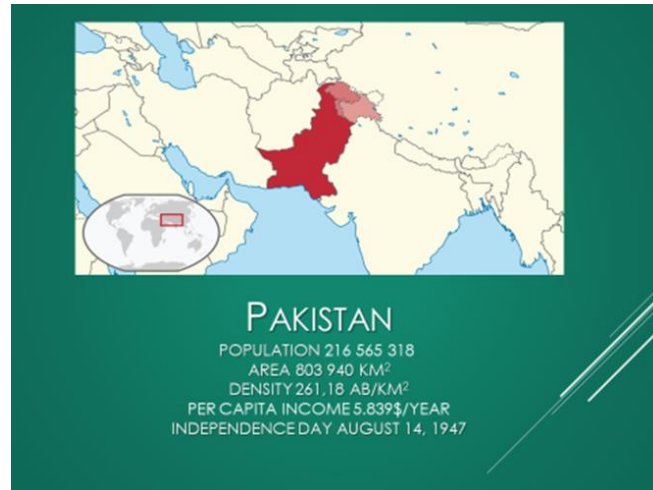 PAKISTAN
POPULATION 216 565 318
AREA 803 940 KM²
DENSITY 261,18 AB/KM²
PER CAPITA INCOME 5.839$/YEAR
INDEPENDENCE DAY AUGUST 14, 1947